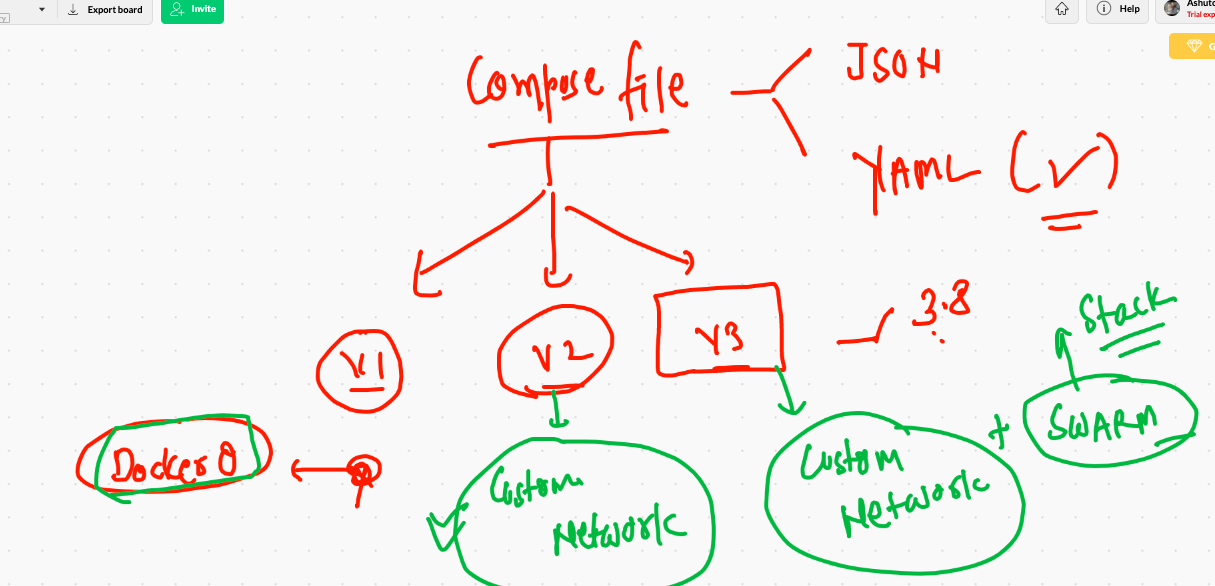 Export board
Invite
Help
Ashuto
Trial exp
G
Compose file
JSON
YAML (✓)
3.8
Stack
V1
V2
V3
SWARM
Docker 0
Custom
Network
Custom
Network
+